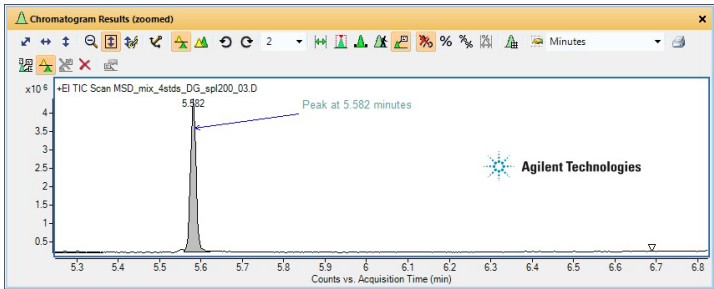 Chromatogram Results (zoomed)
2
Minutes
x10 6
+EI TIC Scan MSD_mix_4stds_DG_spl200_03.D
5.582
Peak at 5.582 minutes
Agilent Technologies
4
3.5
3
2.5
2
1.5
1
0.5
5.3 5.4 5.5 5.6 5.7 5.8 5.9 6 6.1 6.2 6.3 6.4 6.5 6.6 6.7 6.8
Counts vs. Acquisition Time (min)